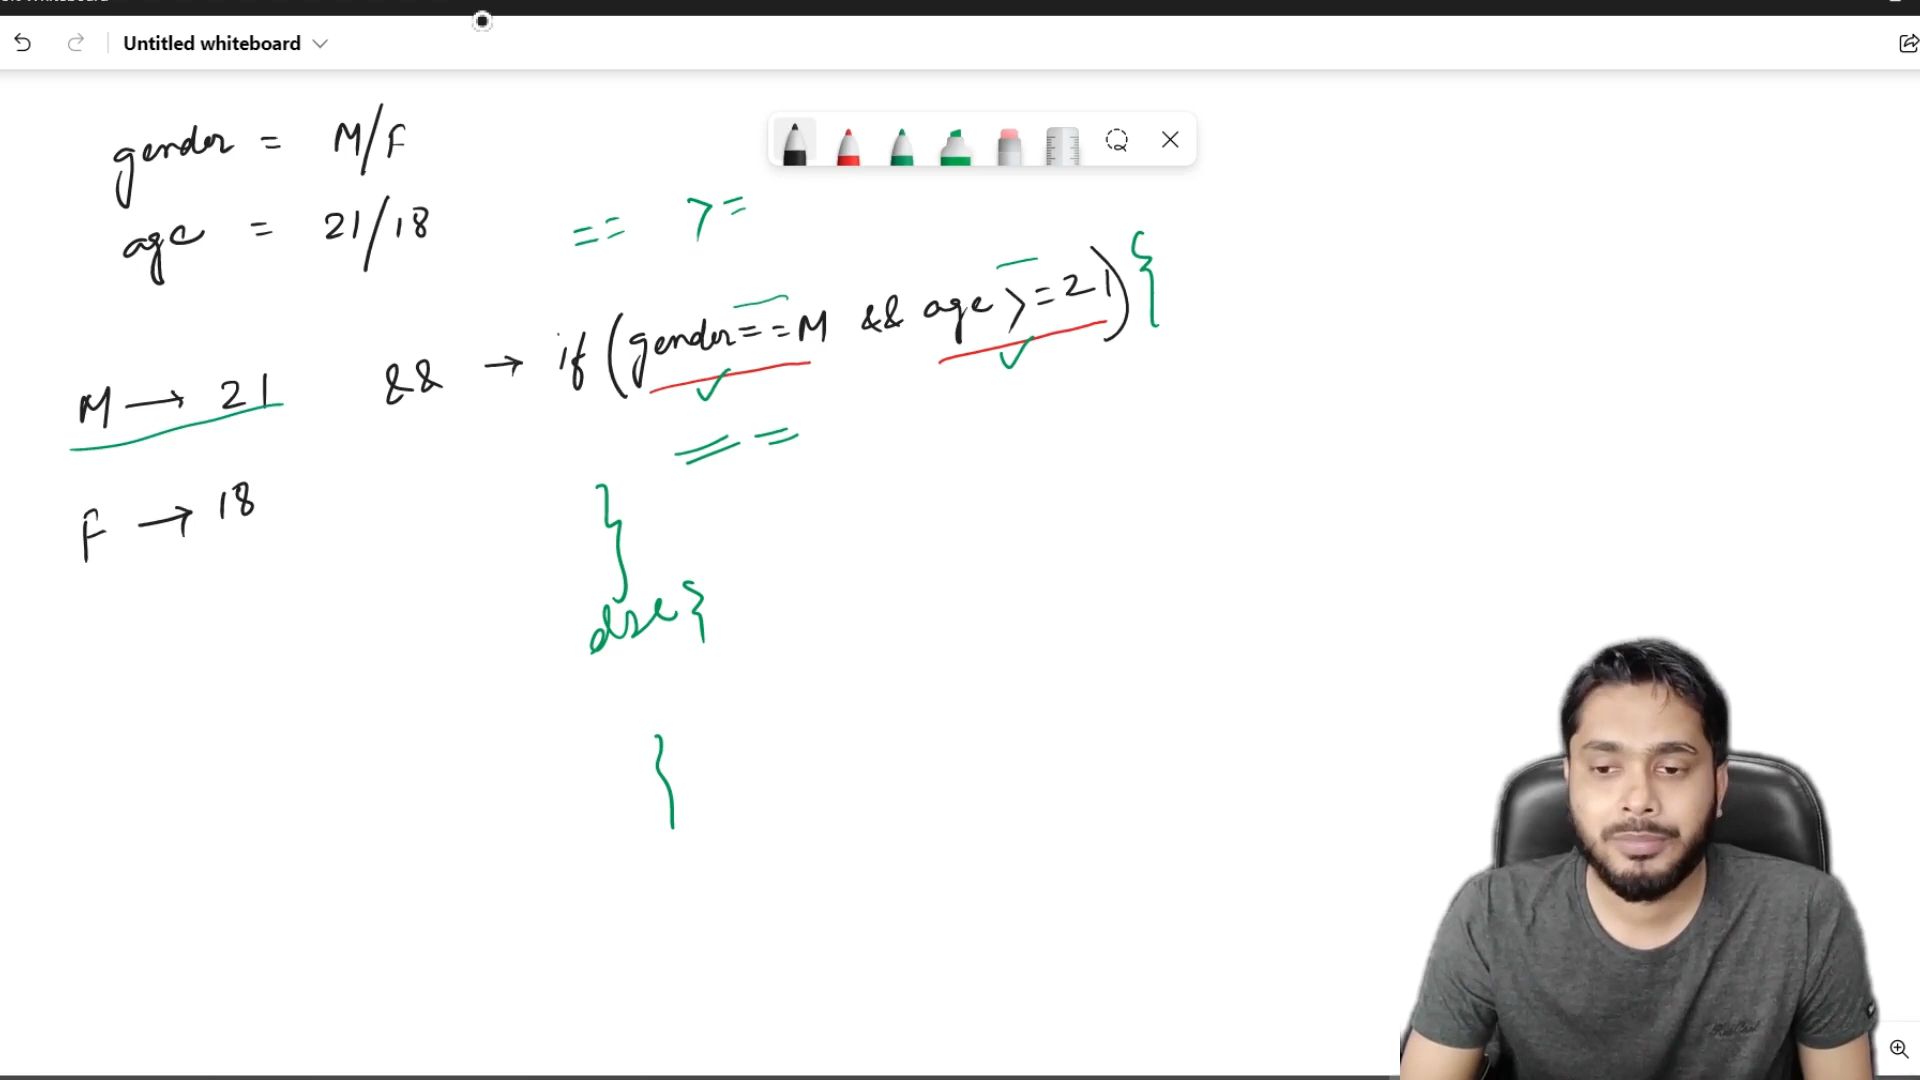 Untitled whiteboard
gender = M/F
age = 21/18
== >=
M → 21 && → if (gender==M && age >=21){
== 
F → 18
}
else{
}